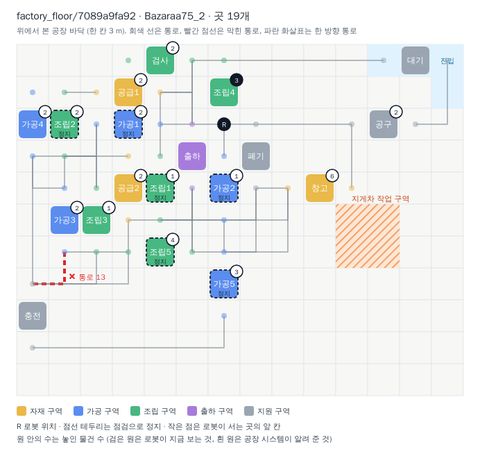 factory_floor/7089a9fa92 · Bazaraa75_2 · 곳 19개
위에서 본 공장 바닥 (한 칸 3 m). 회색 선은 통로, 빨간 점선은 막힌 통로, 파란 화살표는 한 방향 통로
검사 2
대기
진입
공급1 2
조립4 3
가공4 2
조립2 2
정지
가공1 2
정지
R
공구 2
출하
폐기
공급2 2
조립1 1
정지
가공2 1
정지
창고 6
지게차 작업 구역
가공3 2
조립3 1
조립5 4
정지
✖ 통로 13
가공5 3
정지
충전
자재 구역
가공 구역
조립 구역
출하 구역
지원 구역
R 로봇 위치 · 점선 테두리는 점검으로 정지 · 작은 점은 로봇이 서는 곳의 앞 칸
원 안의 수는 놓인 물건 수 (검은 원은 로봇이 지금 보는 것, 흰 원은 공장 시스템이 알려 준 것)